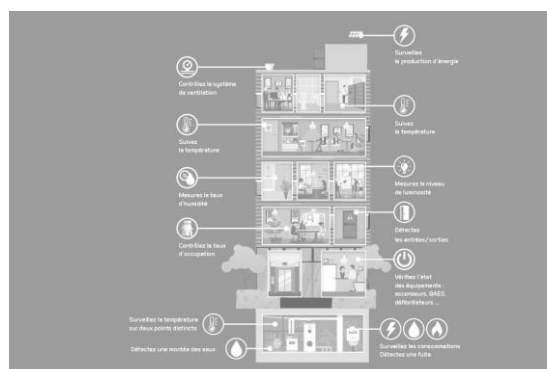 Surveillez
la production d'énergie
Contrôlez le système
de ventilation
Suivez
la température
Suivez
la température
Mesurez le taux
d'humidité
Mesurez le niveau
de luminosité
Contrôlez le taux
d'occupation
Détectez
les entrées/sorties
Vérifiez l'état
des équipements :
ascenseurs, BAES,
défibrillateurs ...
Surveillez la température
sur deux points distincts
Détectez une montée des eaux
Surveillez les consommations
Détectez une fuite